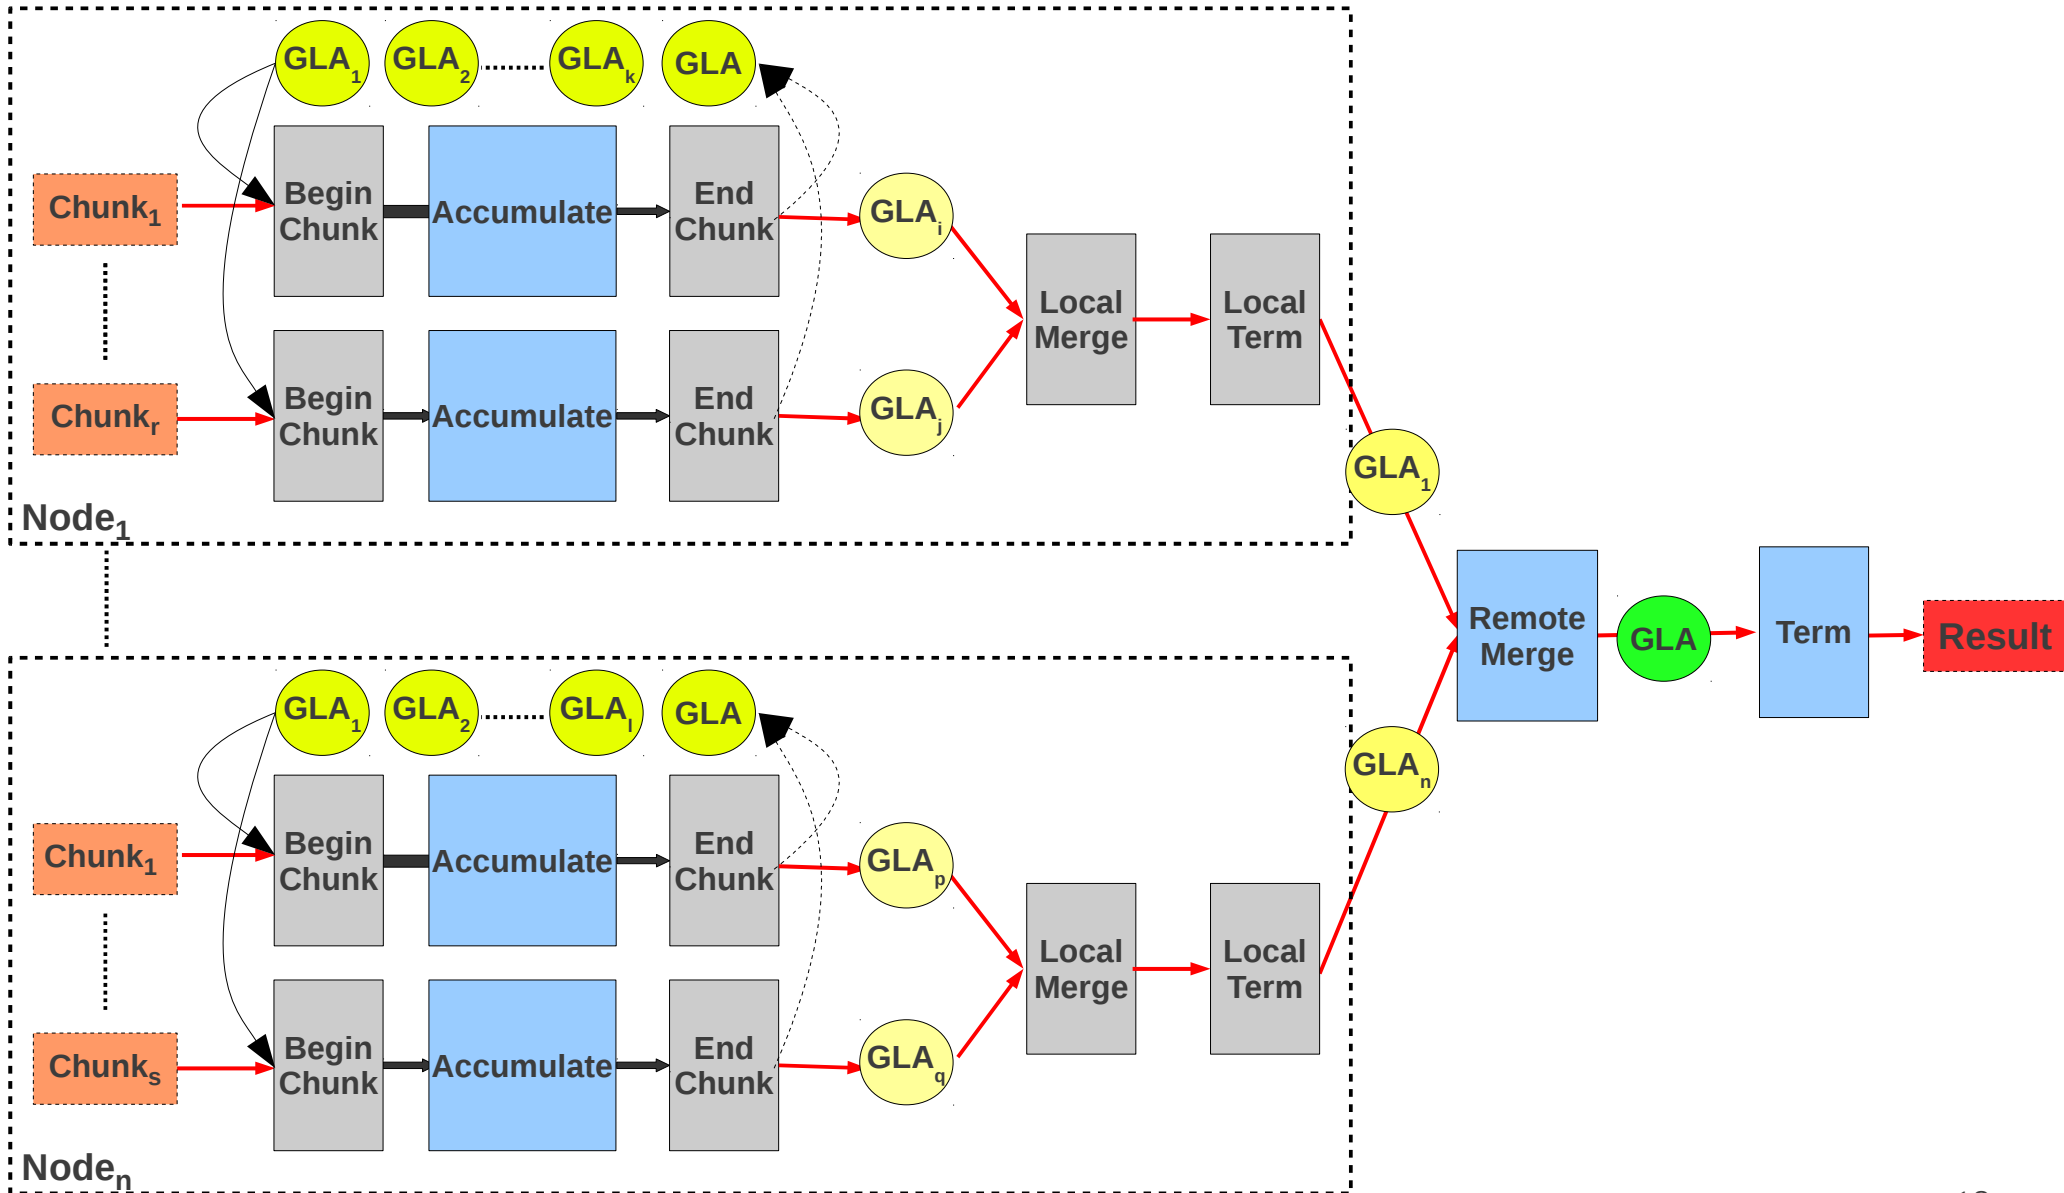 GLA1 GLA2 GLAk GLA
Chunk1
Begin
Chunk
Accumulate
End
Chunk
GLAi
Local
Merge
Local
Term
Chunkr
Begin
Chunk
Accumulate
End
Chunk
GLAj
GLA1
Node1
Remote
Merge
GLA
Term
Result
GLA1 GLA2 GLAl GLA
GLAn
Chunk1
Begin
Chunk
Accumulate
End
Chunk
GLAp
Local
Merge
Local
Term
Chunks
Begin
Chunk
Accumulate
End
Chunk
GLAq
Noden